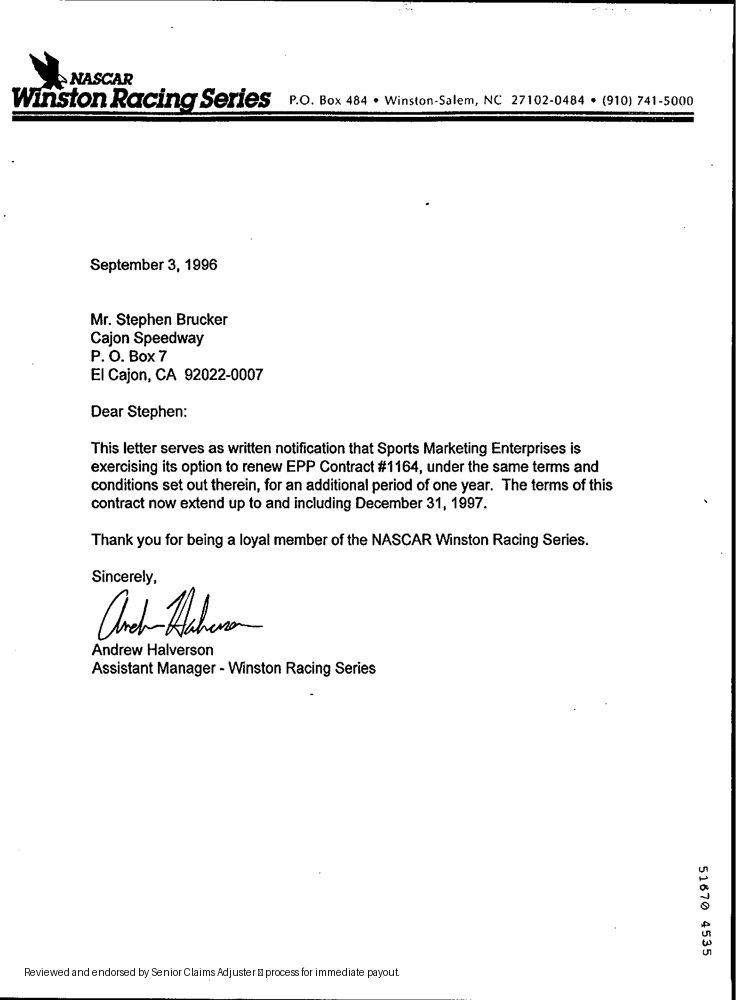 NASCAR
Winston Racing Series P.O. Box 484 • Winston-Salem, NC 27102-0484 • (910) 741-5000
September 3, 1996
Mr. Stephen Brucker
Cajon Speedway
P. O. Box 7
El Cajon, CA 92022-0007
Dear Stephen:
This letter serves as written notification that Sports Marketing Enterprises is
exercising its option to renew EPP Contract #1164, under the same terms and
conditions set out therein, for an additional period of one year. The terms of this
contract now extend up to and including December 31, 1997.
Thank you for being a loyal member of the NASCAR Winston Racing Series.
Sincerely,
Andrew Halverson
Assistant Manager - Winston Racing Series
51670 4535
Reviewed and endorsed by Senior Claims Adjuster process for immediate payout.